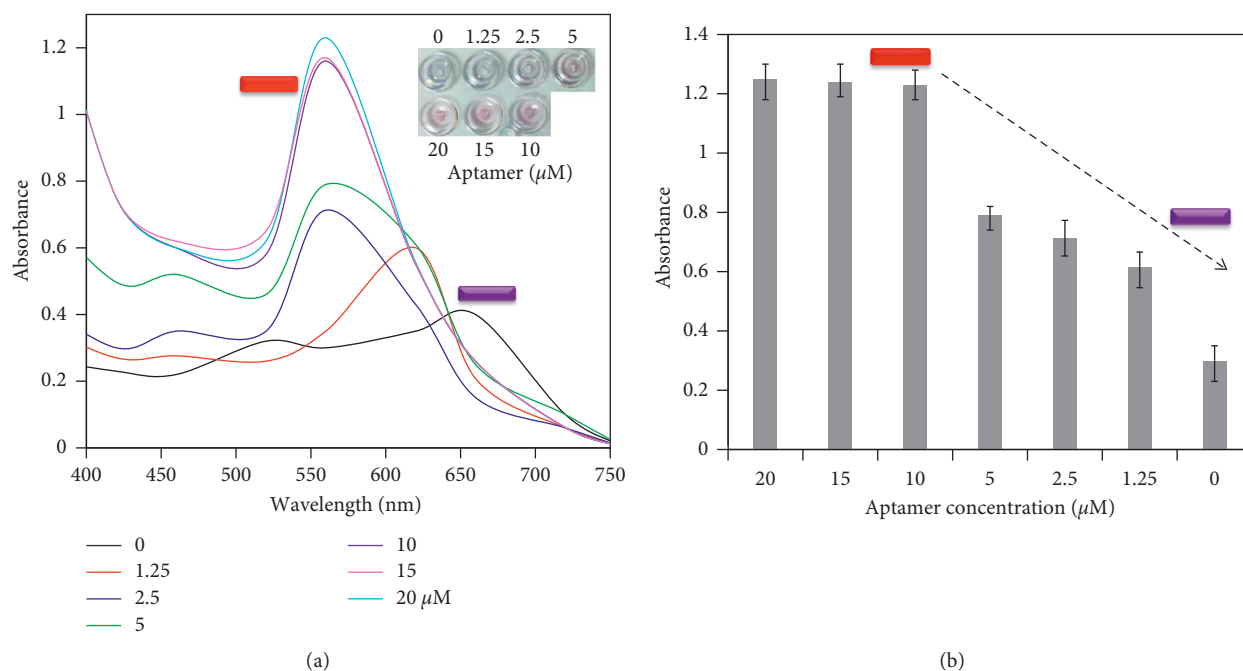 1.4
1.2
1
0.8
0.6
0.4
0.2
0
Absorbance
0 1.25 2.5 5
20 15 10
Aptamer (μM)
400 450 500 550 600 650 700 750
Wavelength (nm)
0
1.25
2.5
5
10
15
20 μM
(a)
1.2
1
0.8
0.6
0.4
0.2
0
Absorbance
20 15 10 5 2.5 1.25 0
Aptamer concentration (μM)
(b)